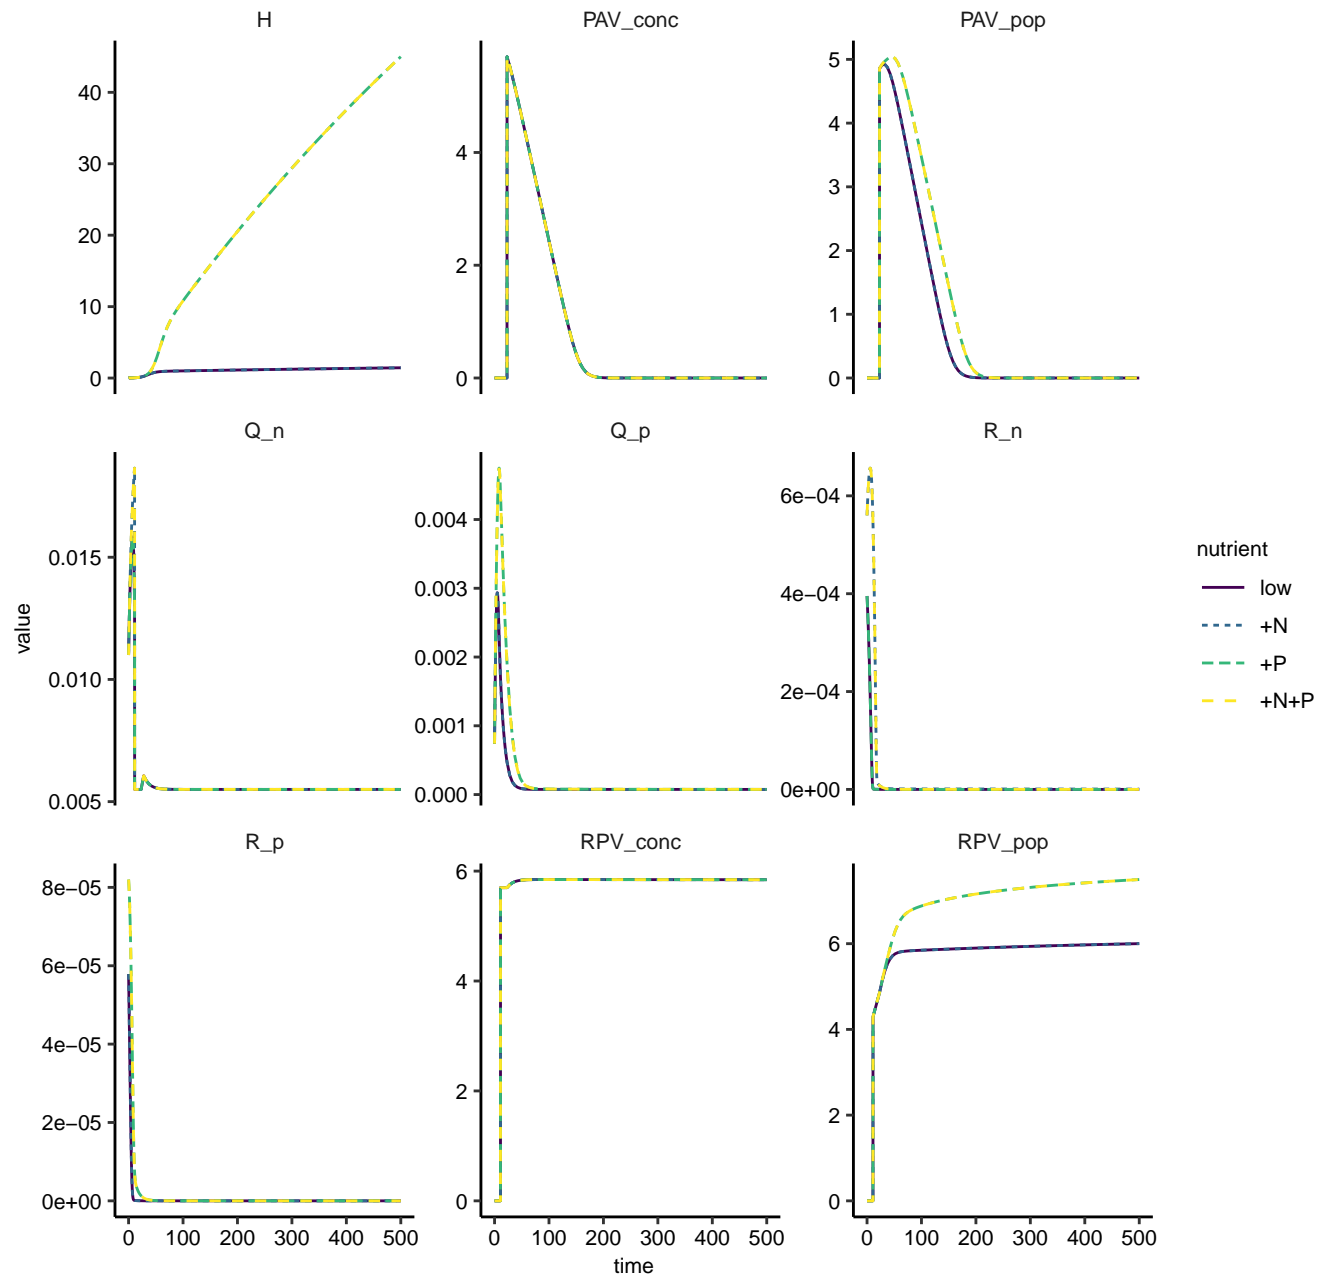 H
PAV_conc
PAV_pop
40
30
20
10
0
4
2
0
5
4
3
2
1
0
Q_n
Q_p
R_n
0.015
0.010
0.005
0.004
0.003
0.002
0.001
0.000
6e−04
4e−04
2e−04
0e+00
R_p
RPV_conc
RPV_pop
8e−05
6e−05
4e−05
2e−05
0e+00
6
4
2
0
6
4
2
0
0 100 200 300 400 500
0 100 200 300 400 500
0 100 200 300 400 500
time
value
nutrient
low
+N
+P
+N+P